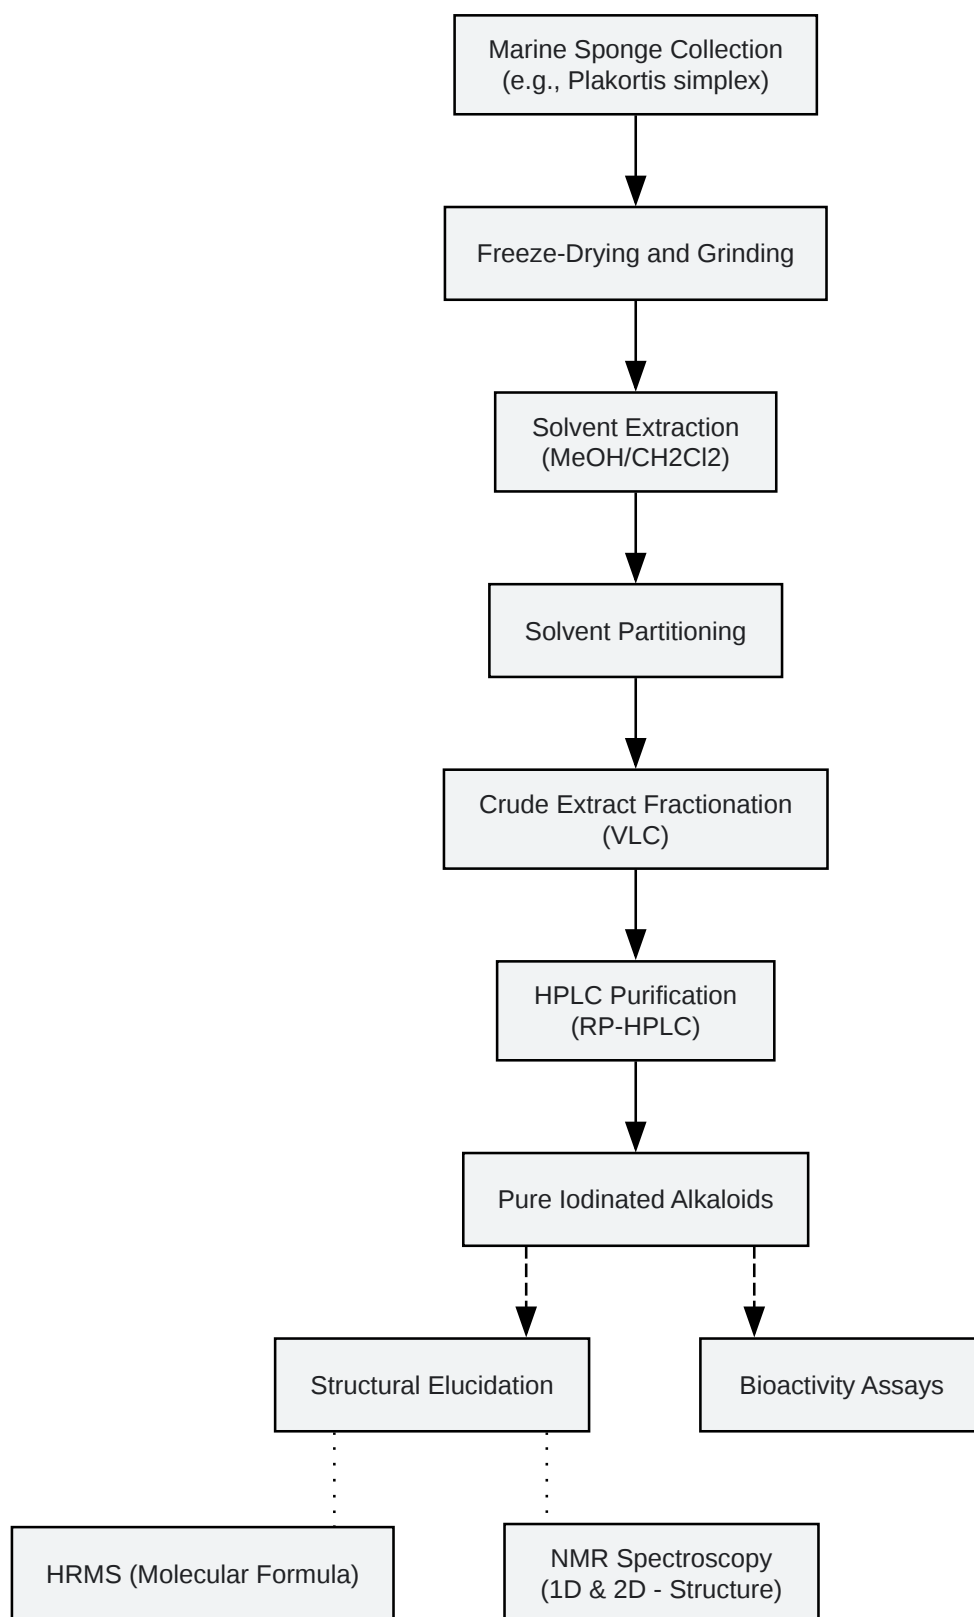 Marine Sponge Collection
(e.g., Plakortis simplex)
Freeze-Drying and Grinding
Solvent Extraction
(MeOH/CH2Cl2)
Solvent Partitioning
Crude Extract Fractionation
(VLC)
HPLC Purification
(RP-HPLC)
Pure Iodinated Alkaloids
Structural Elucidation
Bioactivity Assays
HRMS (Molecular Formula)
NMR Spectroscopy
(1D & 2D - Structure)